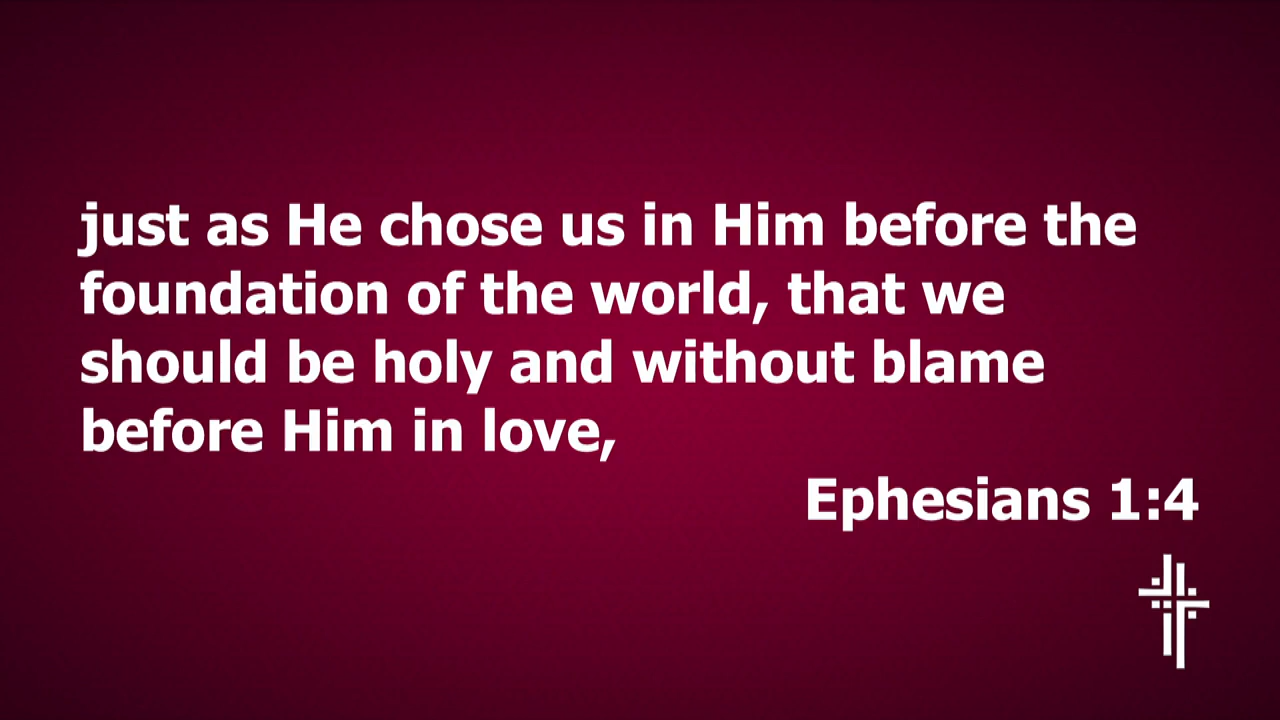 just as He chose us in Him before the
foundation of the world, that we
should be holy and without blame
before Him in love,
Ephesians 1:4